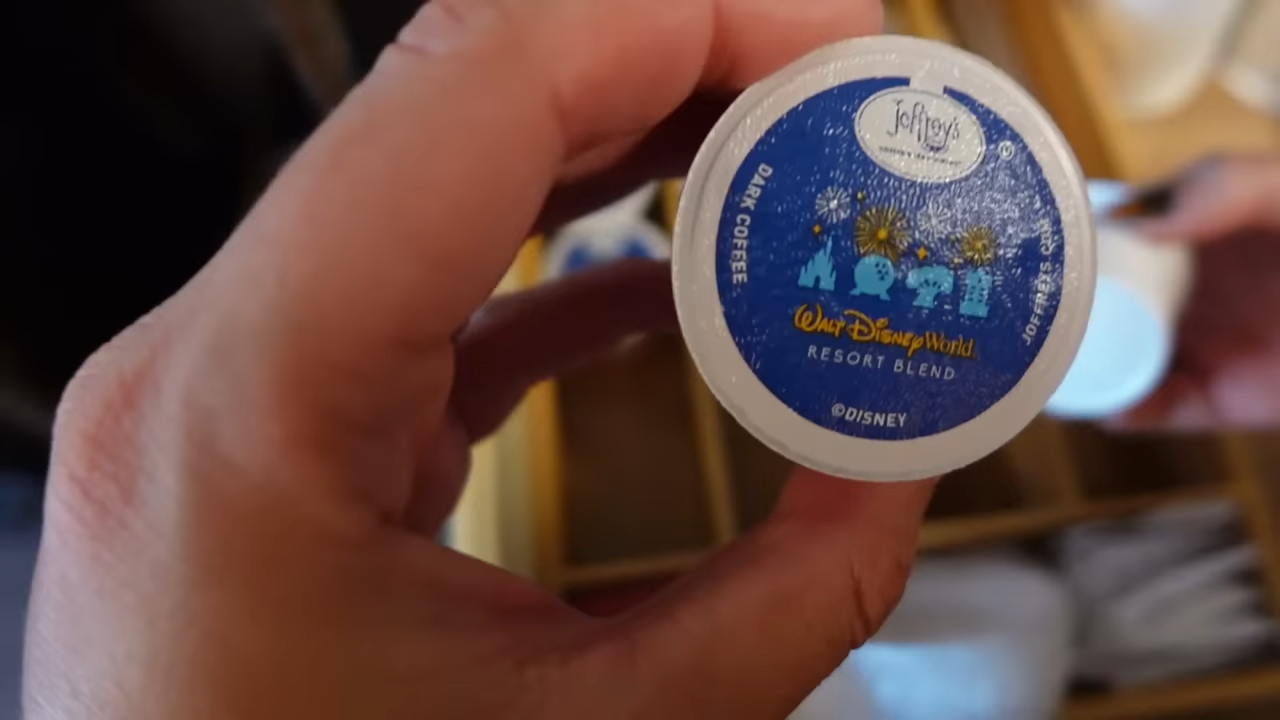 Joffrey's
DARK COFFEE
JOFFREYS.COM
WALT DISNEY World
RESORT BLEND
©DISNEY